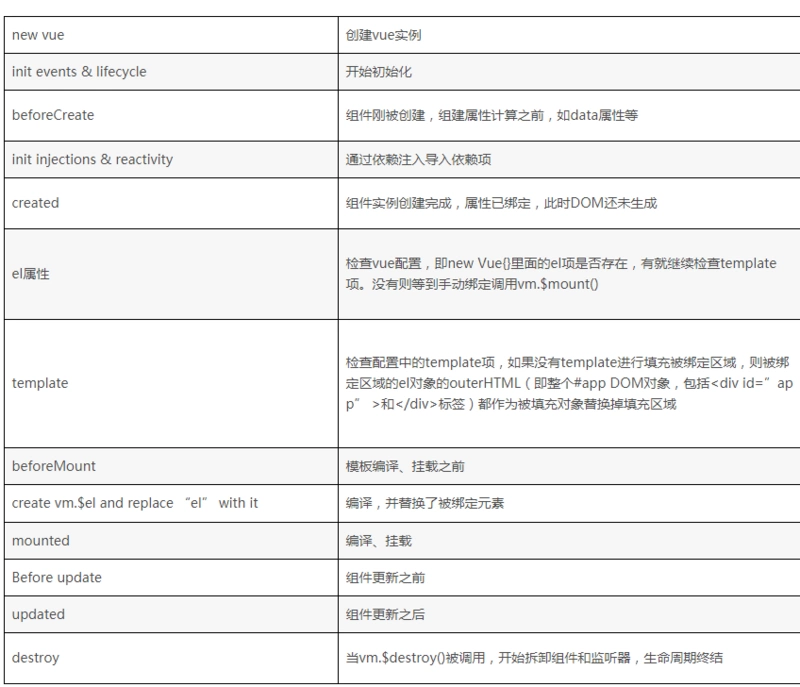 new vue
创建vue实例
init events & lifecycle
开始初始化
beforeCreate
组件刚被创建，组建属性计算之前，如data属性等
init injections & reactivity
通过依赖注入导入依赖项
created
组件实例创建完成，属性已绑定，此时DOM还未生成
el属性
检查vue配置，即new Vue{}里面的el项是否存在，有就继续检查template
项。没有则等到手动绑定调用vm.$mount()
template
检查配置中的template项，如果没有template进行填充被绑定区域，则被绑
定区域的el对象的outerHTML（即整个#app DOM对象，包括<div id=”ap
p” >和</div>标签）都作为被填充对象替换掉填充区域
beforeMount
模板编译、挂载之前
create vm.$el and replace “el” with it
编译，并替换了被绑定元素
mounted
编译、挂载
Before update
组件更新之前
updated
组件更新之后
destroy
当vm.$destroy()被调用，开始拆卸组件和监听器，生命周期终结